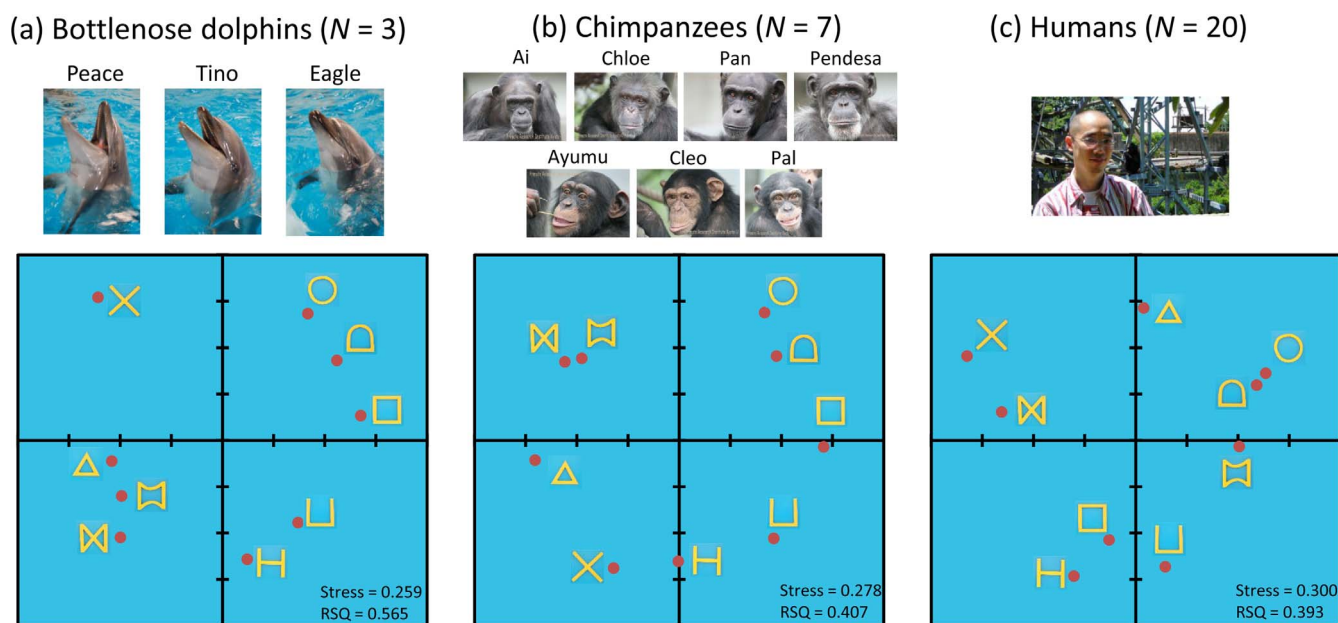 (a) Bottlenose dolphins (N = 3)
Peace Tino Eagle
Stress = 0.259
RSQ = 0.565
(b) Chimpanzees (N = 7)
Ai Chloe Pan Pendesa
Ayumu Cleo Pal
Stress = 0.278
RSQ = 0.407
(c) Humans (N = 20)
Stress = 0.300
RSQ = 0.393